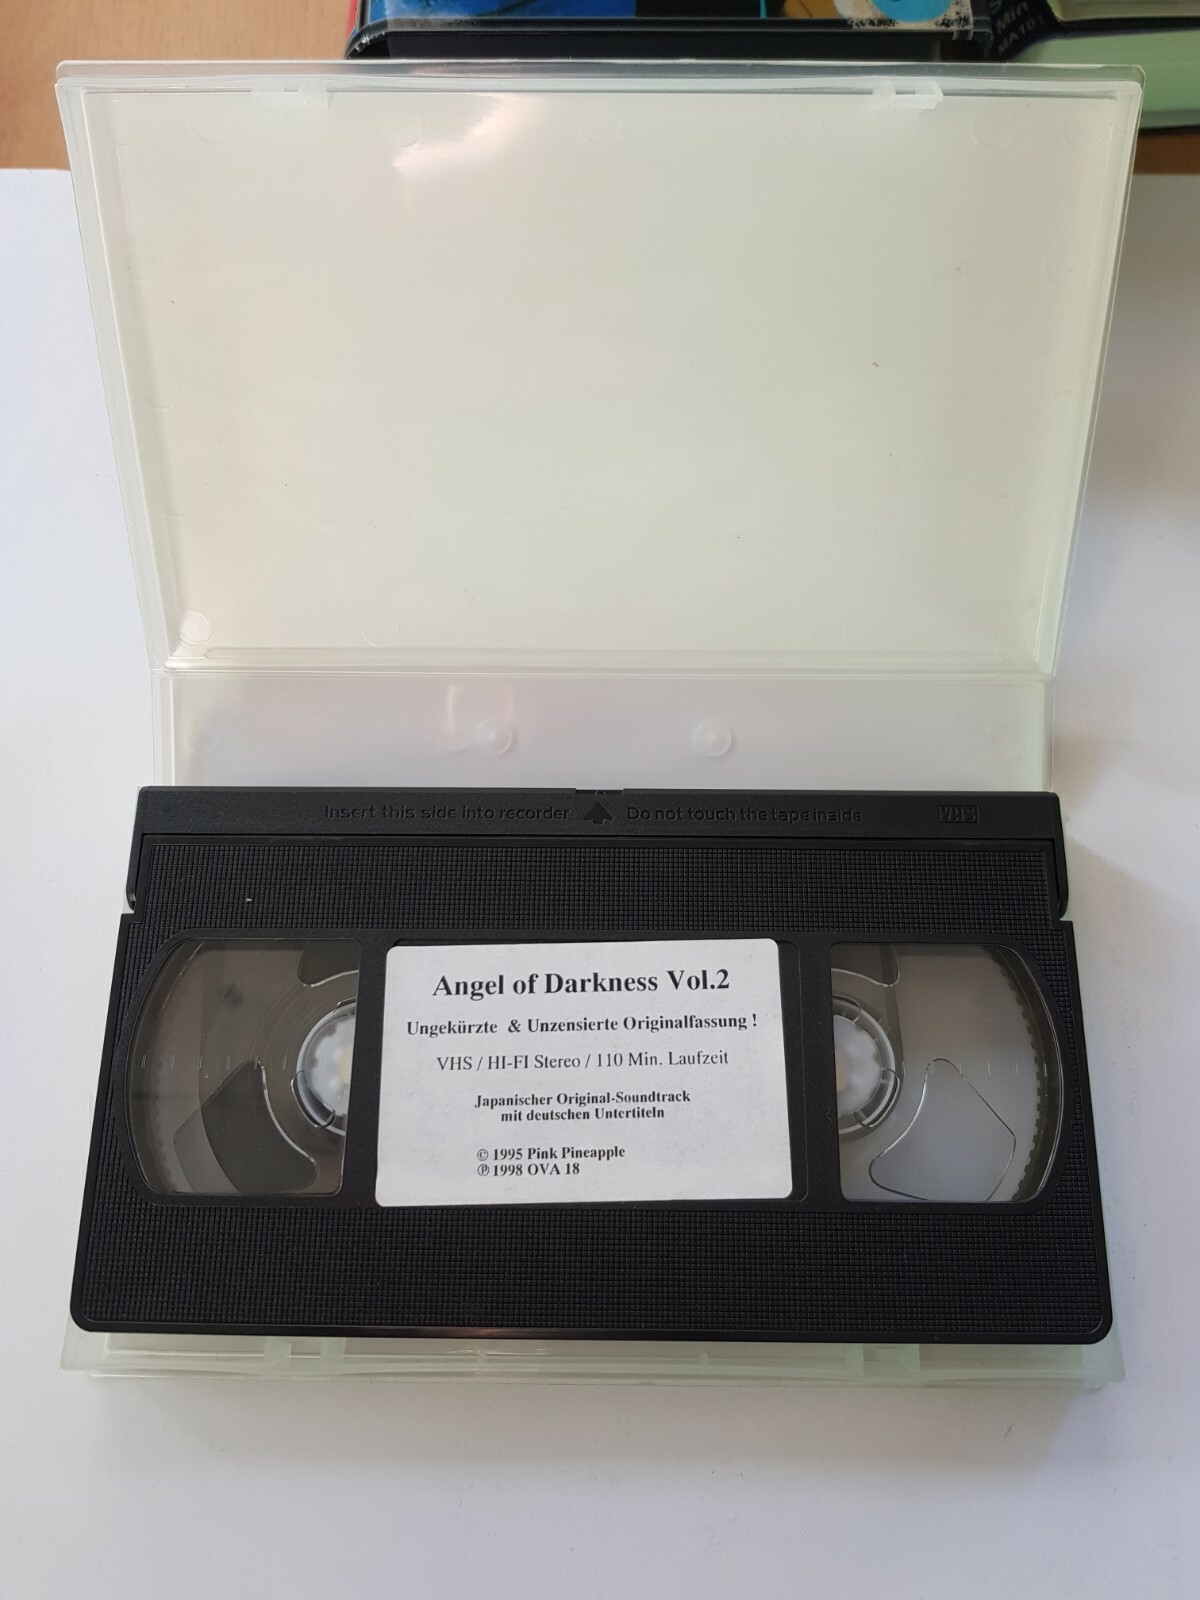 Min
MA10
Insert this side into recorder Do not touch the tape inside VHS
Angel of Darkness Vol.2
Ungekürzte & Unzensierte Originalfassung !
VHS / HI-FI Stereo / 110 Min. Laufzeit
Japanischer Original-Soundtrack
mit deutschen Untertiteln
© 1995 Pink Pineapple
℗ 1998 OVA 18